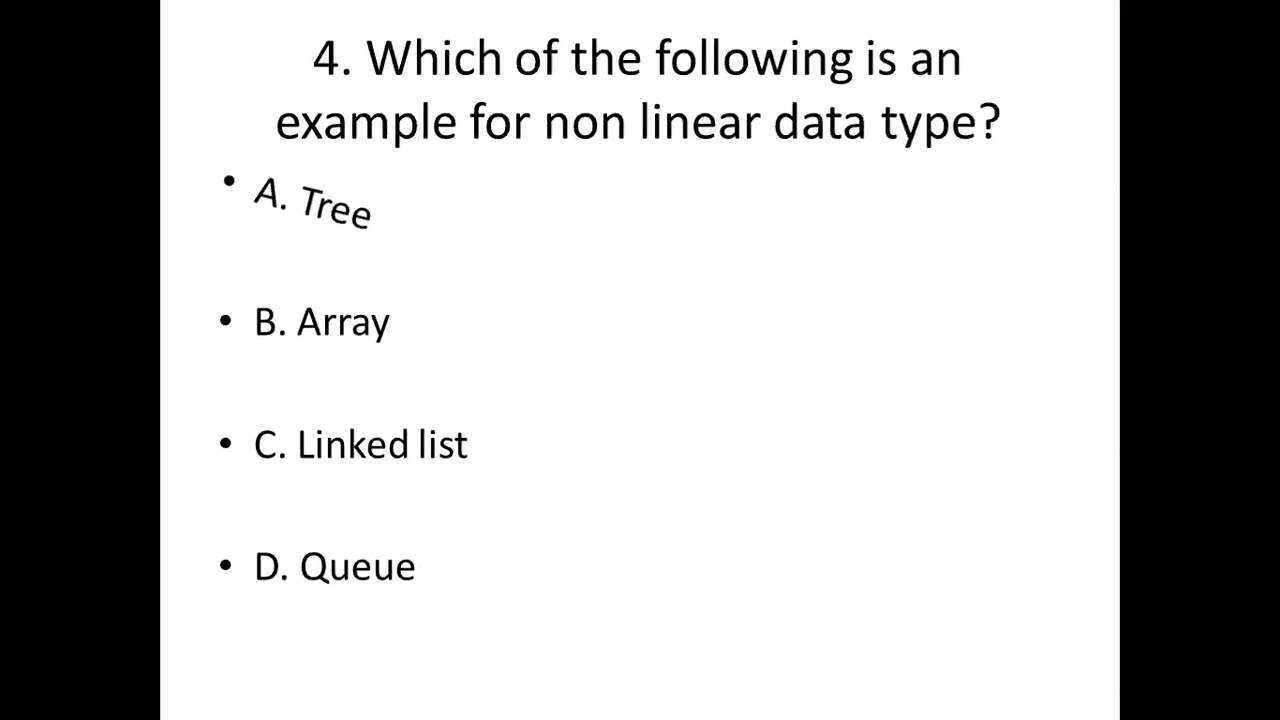 4. Which of the following is an
example for non linear data type?
• A. Tree
• B. Array
• C. Linked list
• D. Queue